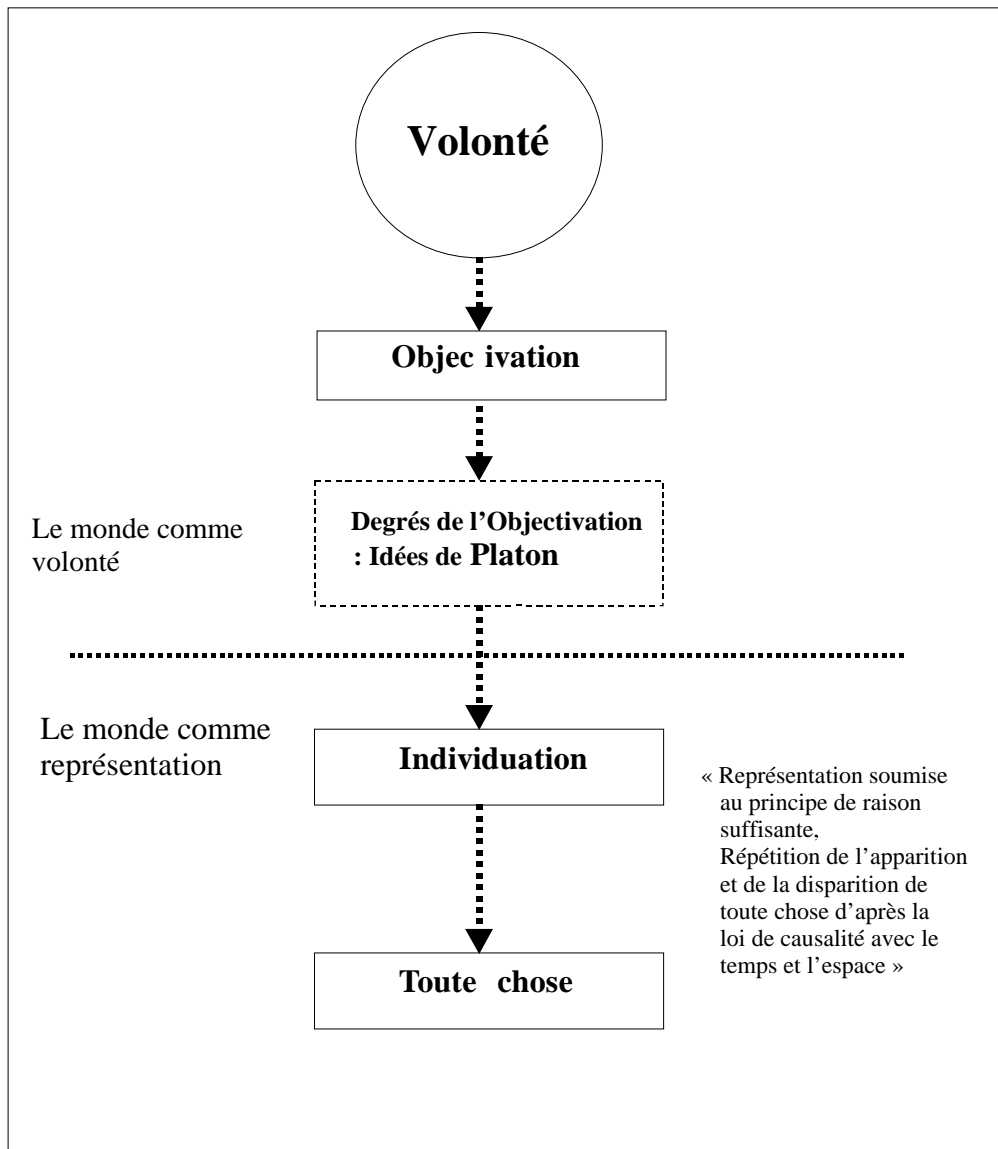 Volonté
Objec ivation
Degrés de l’Objectivation
: Idées de Platon
Le monde comme
volonté
Le monde comme
représentation
Individuation
« Représentation soumise
au principe de raison
suffisante,
Répétition de l’apparition
et de la disparition de
toute chose d’après la
loi de causalité avec le
temps et l’espace »
Toute chose